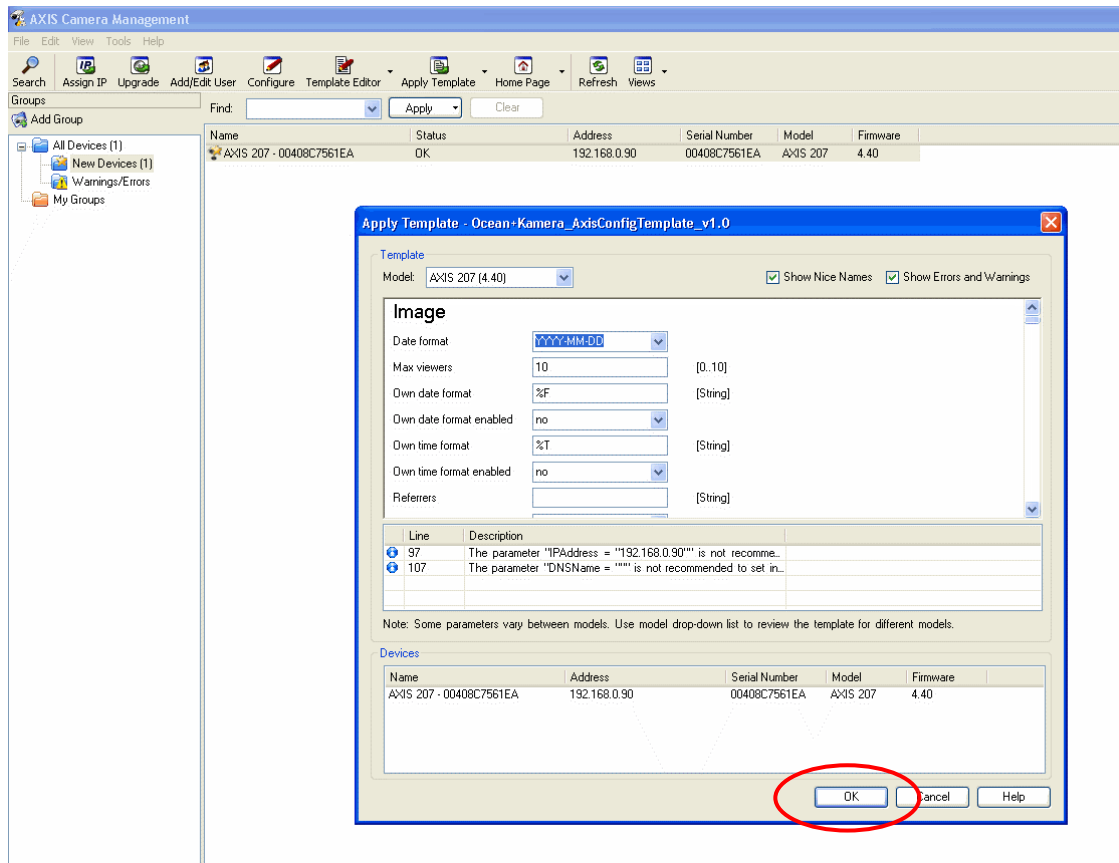 AXIS Camera Management
File Edit View Tools Help
Search Assign IP Upgrade Add/Edit User Configure Template Editor Apply Template Home Page Refresh Views
Groups
Find: Apply Clear
Add Group
Name Status Address Serial Number Model Firmware
All Devices (1)
AXIS 207 - 00408C7561EA OK 192.168.0.90 00408C7561EA AXIS 207 4.40
New Devices (1)
Warnings/Errors
My Groups
Apply Template - Ocean+Kamera_AxisConfigTemplate_v1.0
Template
Model: AXIS 207 (4.40) Show Nice Names Show Errors and Warnings
Image
Date format YYYY-MM-DD
Max viewers 10 [0..10]
Own date format %F [String]
Own date format enabled no
Own time format %T [String]
Own time format enabled no
Referrers [String]
Line Description
97 The parameter "IPAddress = "192.168.0.90"" is not recomme...
107 The parameter "DNSName = """ is not recommended to set in...
Note: Some parameters vary between models. Use model drop-down list to review the template for different models.
Devices
Name Address Serial Number Model Firmware
AXIS 207 - 00408C7561EA 192.168.0.90 00408C7561EA AXIS 207 4.40
OK Cancel Help